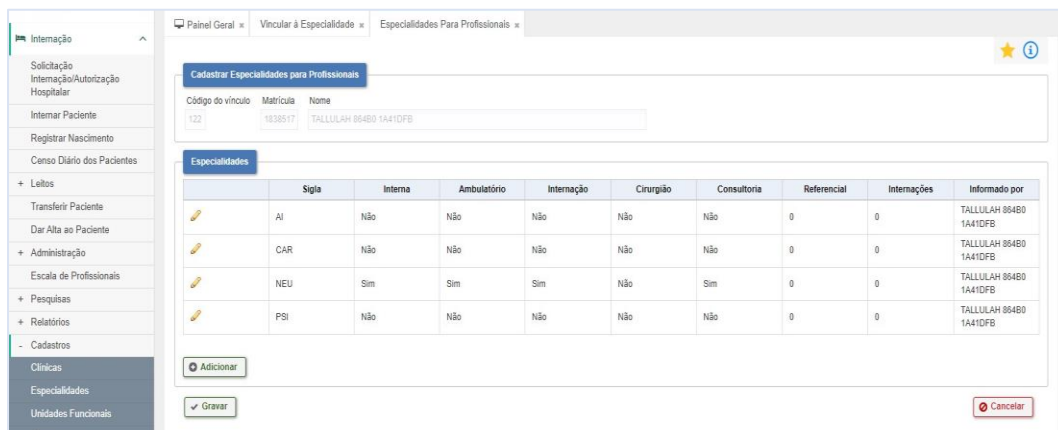 Painel Geral x Vincular à Especialidade x Especialidades Para Profissionais x
Internação
Solicitação
Internação/Autorização
Hospitalar
Internar Paciente
Registrar Nascimento
Censo Diário dos Pacientes
+ Leitos
Transferir Paciente
Dar Alta ao Paciente
+ Administração
Escala de Profissionais
+ Pesquisas
+ Relatórios
- Cadastros
Clínicas
Especialidades
Unidades Funcionais
Cadastrar Especialidades para Profissionais
Código do vínculo Matrícula Nome
122 1838517 TALLULAH 864B0 1A41DFB
Especialidades
Sigla Interna Ambulatório Internação Cirurgião Consultoria Referencial Internações Informado por
AI Não Não Não Não Não 0 0 TALLULAH 864B0
1A41DFB
CAR Não Não Não Não Não 0 0 TALLULAH 864B0
1A41DFB
NEU Sim Sim Sim Não Sim 0 0 TALLULAH 864B0
1A41DFB
PSI Não Não Não Não Não 0 0 TALLULAH 864B0
1A41DFB
Adicionar
Gravar Cancelar